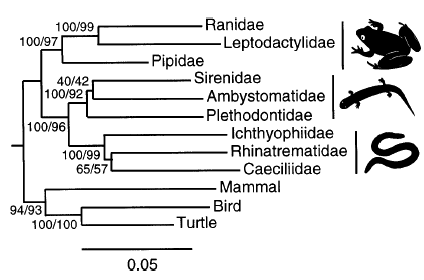 100/99
Ranidae
100/97
Leptodactylidae
Pipidae
40/42
Sirenidae
100/92
Ambystomatidae
Plethodontidae
100/96
Ichthyophiidae
100/99
Rhinatrematidae
65/57
Caeciliidae
Mammal
94/93
Bird
100/100
Turtle
0.05